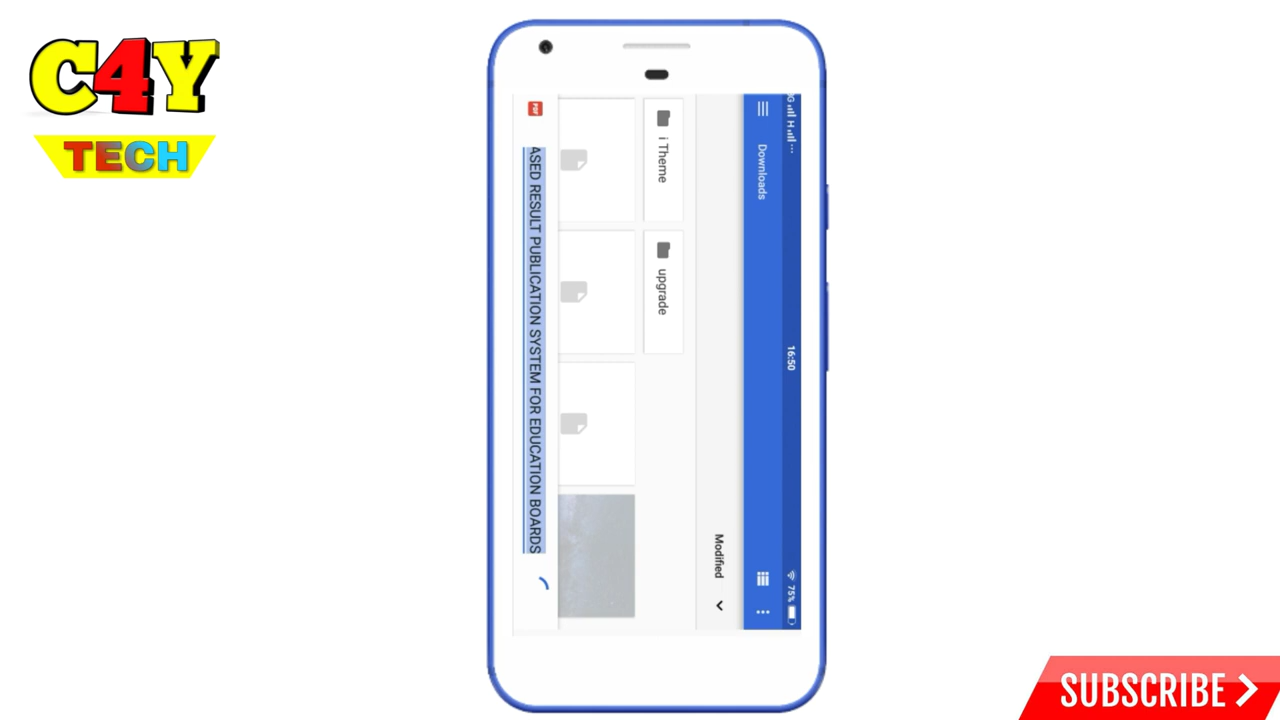 C4Y
TECH
G H ...
16:50
75%
Downloads
Modified
i Theme
upgrade
PDF
ASED RESULT PUBLICATION SYSTEM FOR EDUCATION BOARDS
SUBSCRIBE